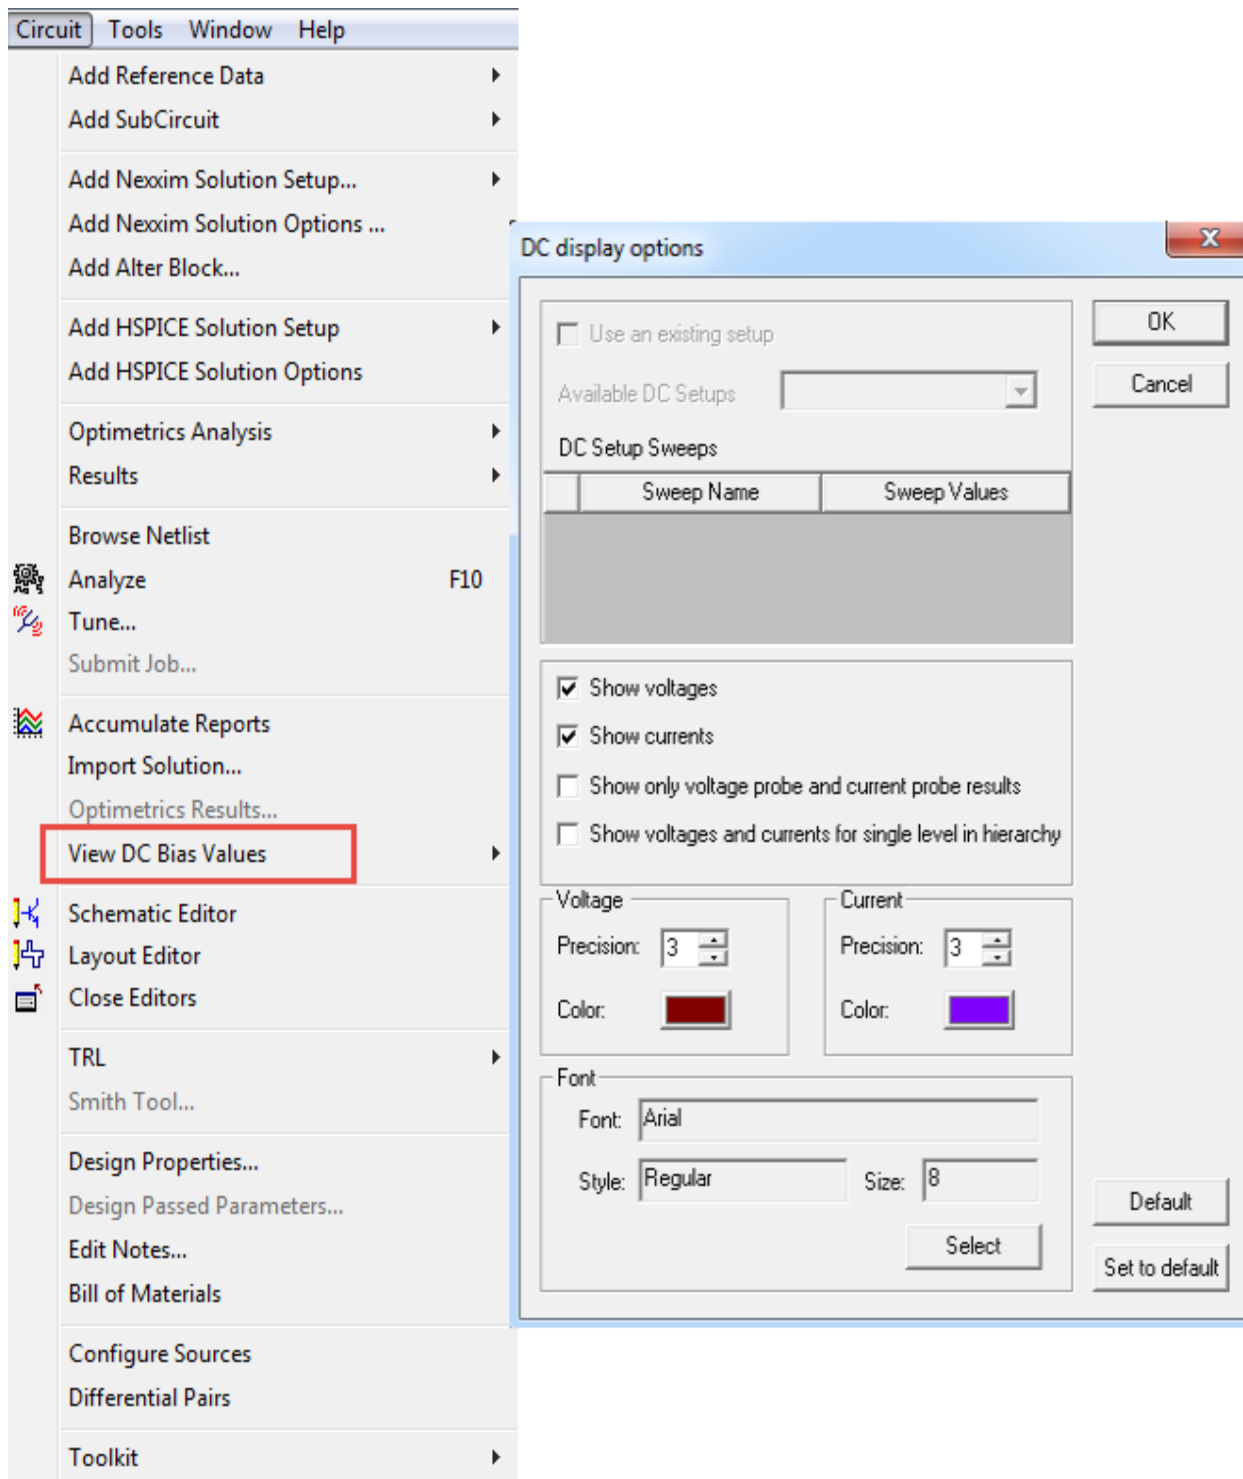 Circuit Tools Window Help
Add Reference Data
Add SubCircuit
Add Nexxim Solution Setup...
Add Nexxim Solution Options ...
Add Alter Block...
Add HSPICE Solution Setup
Add HSPICE Solution Options
Optimetrics Analysis
Results
Browse Netlist
Analyze F10
Tune...
Submit Job...
Accumulate Reports
Import Solution...
Optimetrics Results...
View DC Bias Values
Schematic Editor
Layout Editor
Close Editors
TRL
Smith Tool...
Design Properties...
Design Passed Parameters...
Edit Notes...
Bill of Materials
Configure Sources
Differential Pairs
Toolkit
DC display options
Use an existing setup
Available DC Setups
DC Setup Sweeps
Sweep Name Sweep Values
Show voltages
Show currents
Show only voltage probe and current probe results
Show voltages and currents for single level in hierarchy
Voltage
Precision: 3
Color:
Current
Precision: 3
Color:
Font
Font: Arial
Style: Regular Size: 8
Select
OK
Cancel
Default
Set to default